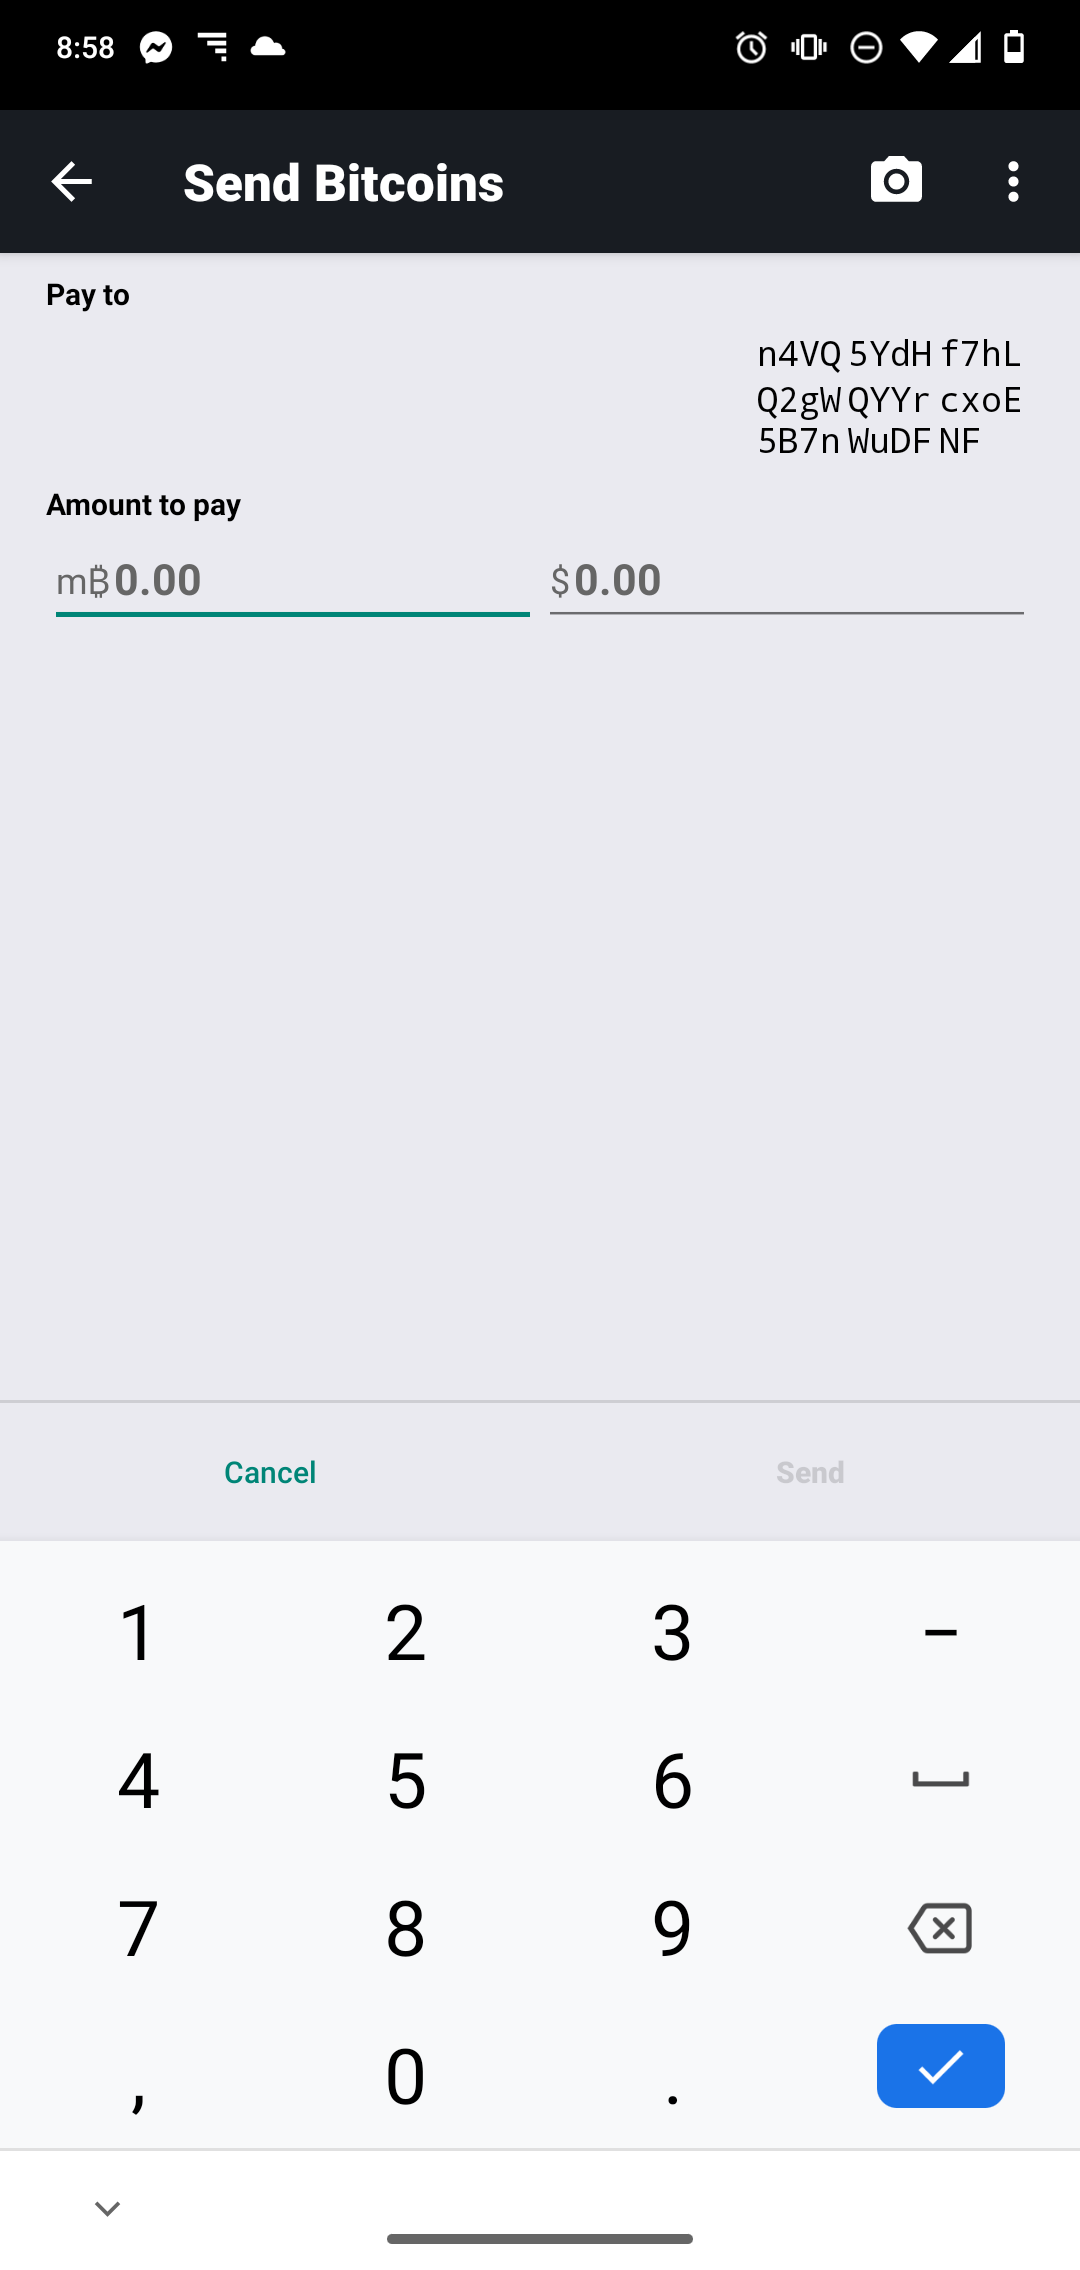 8:58
Send Bitcoins
Pay to
n4VQ 5YdH f7hL
Q2gW QYYr cxoE
5B7n WuDF NF
Amount to pay
mɃ 0.00 $ 0.00
Cancel Send
1 2 3 –
4 5 6
7 8 9
, 0 .